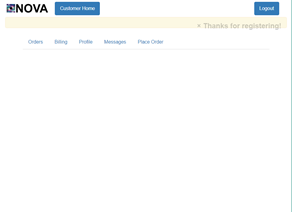 NOVA Customer Home Logout
× Thanks for registering!
Orders Billing Profile Messages Place Order